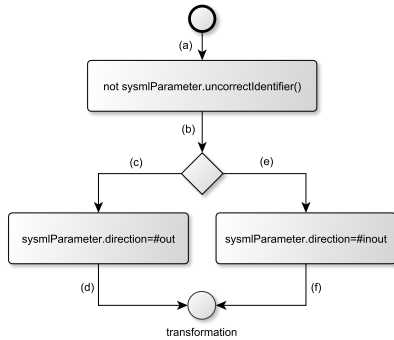 (a)
not sysmlParameter.uncorrectIdentifier()
(b)
(c)
(e)
sysmlParameter.direction=#out
sysmlParameter.direction=#inout
(d)
(f)
transformation